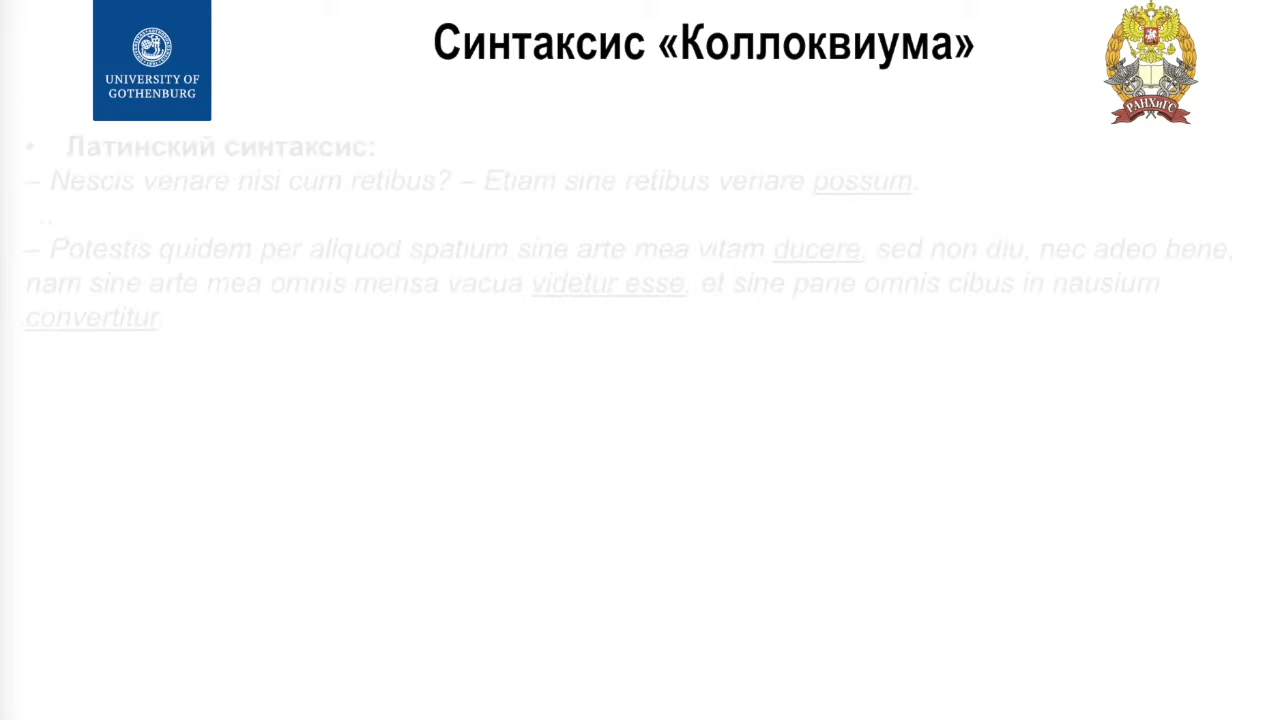 Синтаксис «Коллоквиума»
UNIVERSITY OF
GOTHENBURG
РАНХиГС
• Латинский синтаксис:
– Nescis venare nisi cum retibus? – Etiam sine retibus venare possum.
..
– Potestis quidem per aliquod spatium sine arte mea vitam ducere, sed non diu, nec adeo bene,
nam sine arte mea omnis mensa vacua videtur esse, et sine pane omnis cibus in nausium
convertitur.